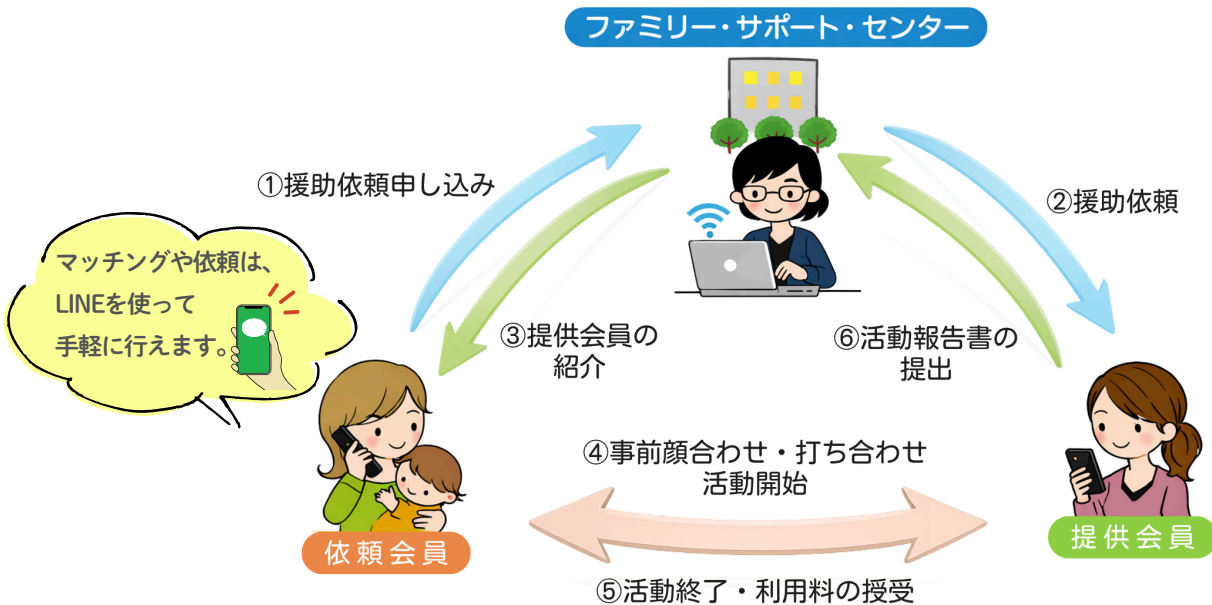 ファミリー・サポート・センター
①援助依頼申し込み
②援助依頼
マッチングや依頼は、
LINEを使って
手軽に行えます。
③提供会員の
紹介
⑥活動報告書の
提出
④事前顔合わせ・打ち合わせ
活動開始
依頼会員
提供会員
⑤活動終了・利用料の授受